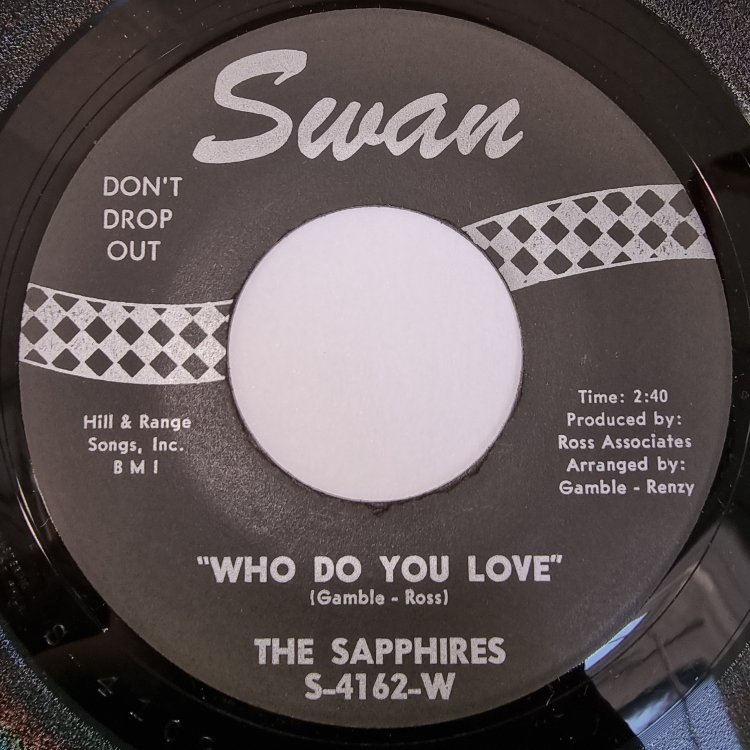 Swan
DON'T
DROP
OUT
Hill & Range
Songs, Inc.
B M I
Time: 2:40
Produced by:
Ross Associates
Arranged by:
Gamble - Renzy
"WHO DO YOU LOVE"
(Gamble - Ross)
THE SAPPHIRES
S-4162-W